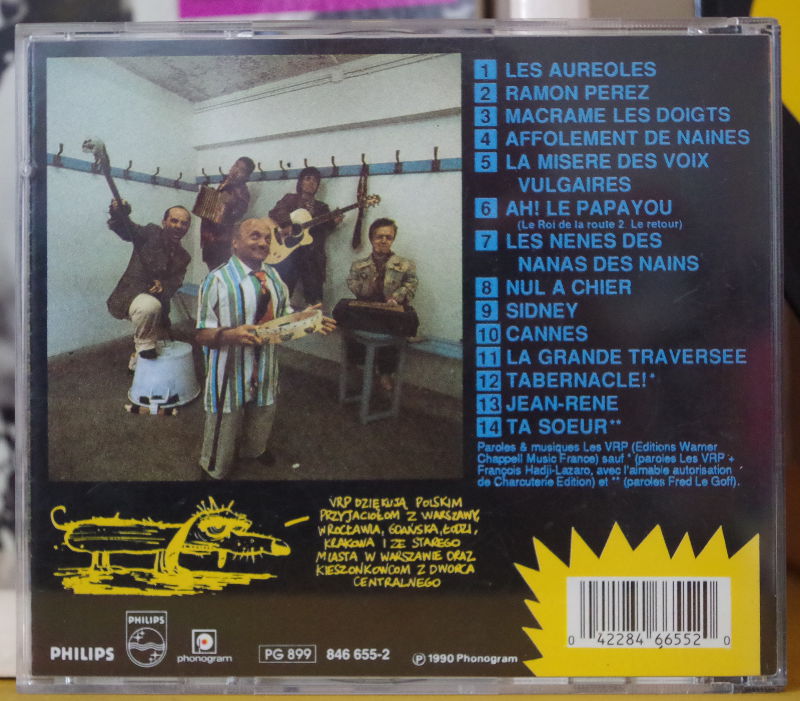 1 LES AUREOLES
2 RAMON PEREZ
3 MACRAME LES DOIGTS
4 AFFOLEMENT DE NAINES
5 LA MISERE DES VOIX
VULGAIRES
6 AH! LE PAPAYOU
(Le Roi de la route 2. Le retour)
7 LES NENES DES
NANAS DES NAINS
8 NUL A CHIER
9 SIDNEY
10 CANNES
11 LA GRANDE TRAVERSEE
12 TABERNACLE!*
13 JEAN-RENE
14 TA SOEUR**
Paroles & musiques Les VRP (Editions Warner
Chappell Music France) sauf * (paroles Les VRP +
François Hadji-Lazaro, avec l'aimable autorisation
de Charcuterie Edition) et ** (paroles Fred Le Goff).
VRP DZIĘKUJĄ POLSKIM
PRZYJACIOŁOM Z WARSZAWY,
WROCŁAWIA, GDAŃSKA, ŁODZI,
KRAKOWA I ZE STAREGO
MIASTA W WARSZAWIE ORAZ
KIESZONKOWCOM Z DWORCA
CENTRALNEGO
PHILIPS
PHILIPS
phonogram
PG 899
846 655-2
℗ 1990 Phonogram
0 42284 66552 0